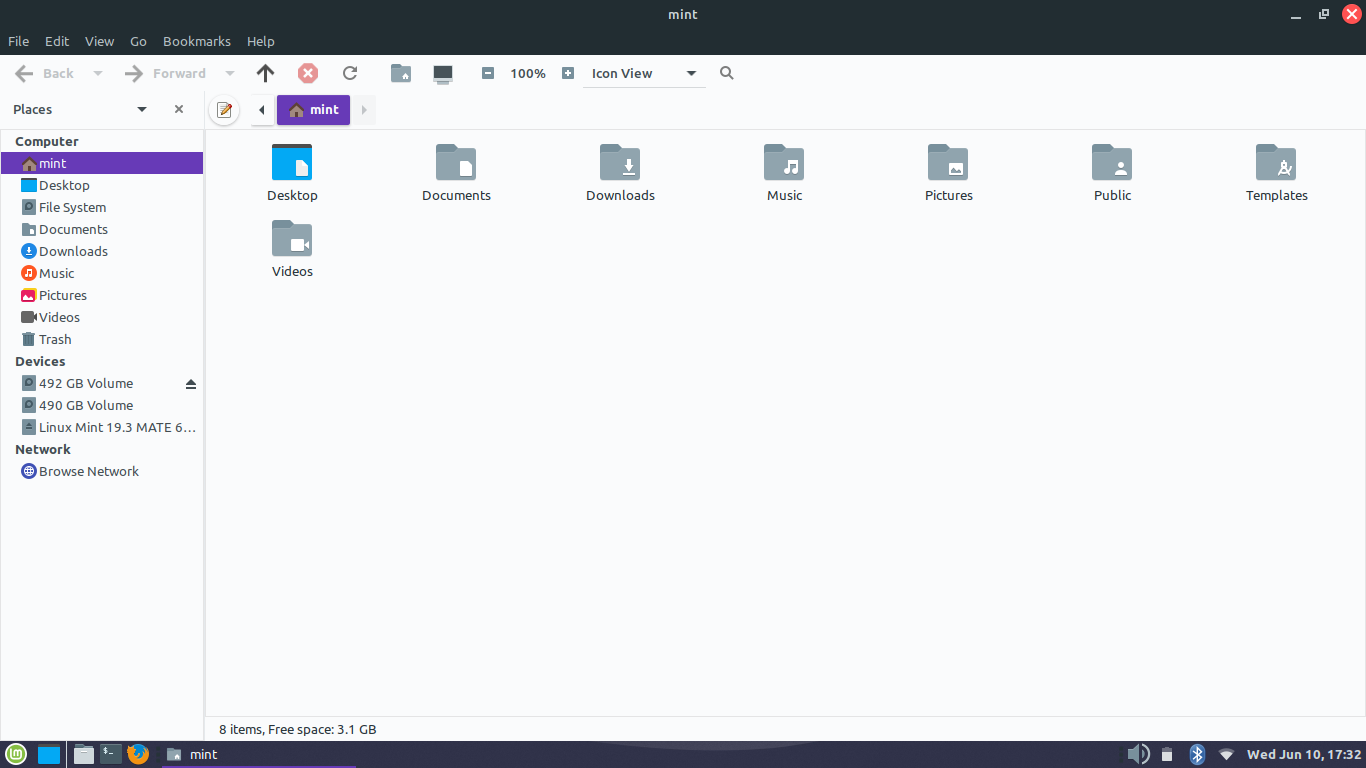 mint
File Edit View Go Bookmarks Help
Back Forward 100% Icon View
Places mint
Computer
mint
Desktop
File System
Documents
Downloads
Music
Pictures
Videos
Trash
Devices
492 GB Volume
490 GB Volume
Linux Mint 19.3 MATE 6...
Network
Browse Network
Desktop Documents Downloads Music Pictures Public Templates
Videos
8 items, Free space: 3.1 GB
mint Wed Jun 10, 17:32